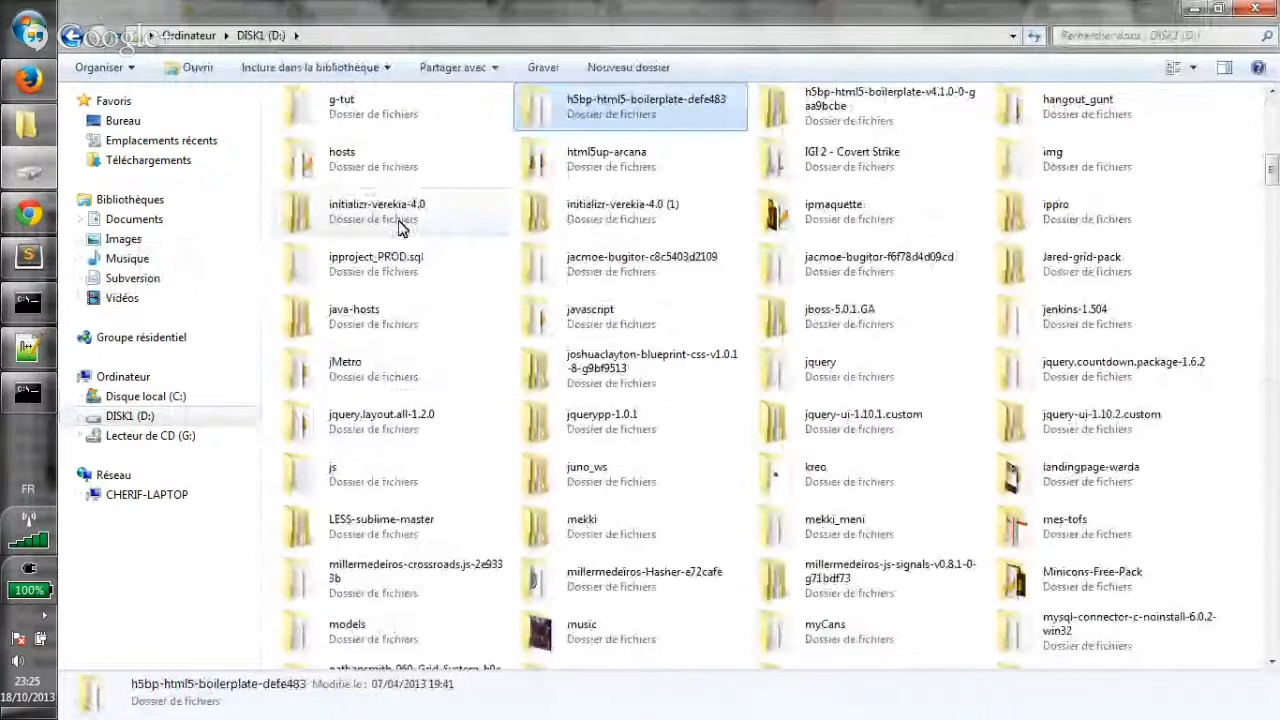 Google
Ordinateur DISK1 (D:)
Rechercher dans : DISK1 (D:)
Organiser Ouvrir Inclure dans la bibliothèque Partager avec Graver Nouveau dossier
Favoris
Bureau
Emplacements récents
Téléchargements
Bibliothèques
Documents
Images
Musique
Subversion
Vidéos
Groupe résidentiel
Ordinateur
Disque local (C:)
DISK1 (D:)
Lecteur de CD (G:)
Réseau
CHERIF-LAPTOP
g-tut
Dossier de fichiers
h5bp-html5-boilerplate-defe483
Dossier de fichiers
h5bp-html5-boilerplate-v4.1.0-0-g
aa9bcbe
Dossier de fichiers
hangout_gunt
Dossier de fichiers
hosts
Dossier de fichiers
html5up-arcana
Dossier de fichiers
IGI 2 - Covert Strike
Dossier de fichiers
img
Dossier de fichiers
initializr-verekia-4.0
Dossier de fichiers
initializr-verekia-4.0 (1)
Dossier de fichiers
ipmaquette
Dossier de fichiers
ippro
Dossier de fichiers
ipproject_PROD.sql
Dossier de fichiers
jacmoe-bugitor-c8c5403d2109
Dossier de fichiers
jacmoe-bugitor-f6f78d4d09cd
Dossier de fichiers
Jared-grid-pack
Dossier de fichiers
java-hosts
Dossier de fichiers
javascript
Dossier de fichiers
jboss-5.0.1.GA
Dossier de fichiers
jenkins-1.504
Dossier de fichiers
jMetro
Dossier de fichiers
joshuaclayton-blueprint-css-v1.0.1
-8-g9bf9513
Dossier de fichiers
jquery
Dossier de fichiers
jquery.countdown.package-1.6.2
Dossier de fichiers
jquery.layout.all-1.2.0
Dossier de fichiers
jquerypp-1.0.1
Dossier de fichiers
jquery-ui-1.10.1.custom
Dossier de fichiers
jquery-ui-1.10.2.custom
Dossier de fichiers
js
Dossier de fichiers
juno_ws
Dossier de fichiers
kreo
Dossier de fichiers
landingpage-warda
Dossier de fichiers
LESS-sublime-master
Dossier de fichiers
mekki
Dossier de fichiers
mekki_meni
Dossier de fichiers
mes-tofs
Dossier de fichiers
millermedeiros-crossroads.js-2e933
3b
Dossier de fichiers
millermedeiros-Hasher-e72cafe
Dossier de fichiers
millermedeiros-js-signals-v0.8.1-0-
g71bdf73
Dossier de fichiers
Minicons-Free-Pack
Dossier de fichiers
models
Dossier de fichiers
music
Dossier de fichiers
myCans
Dossier de fichiers
mysql-connector-c-noinstall-6.0.2-
win32
Dossier de fichiers
nathansmith-960-Grid-System-b0c
h5bp-html5-boilerplate-defe483 Modifié le : 07/04/2013 19:41
Dossier de fichiers
FR
100%
23:25
18/10/2013